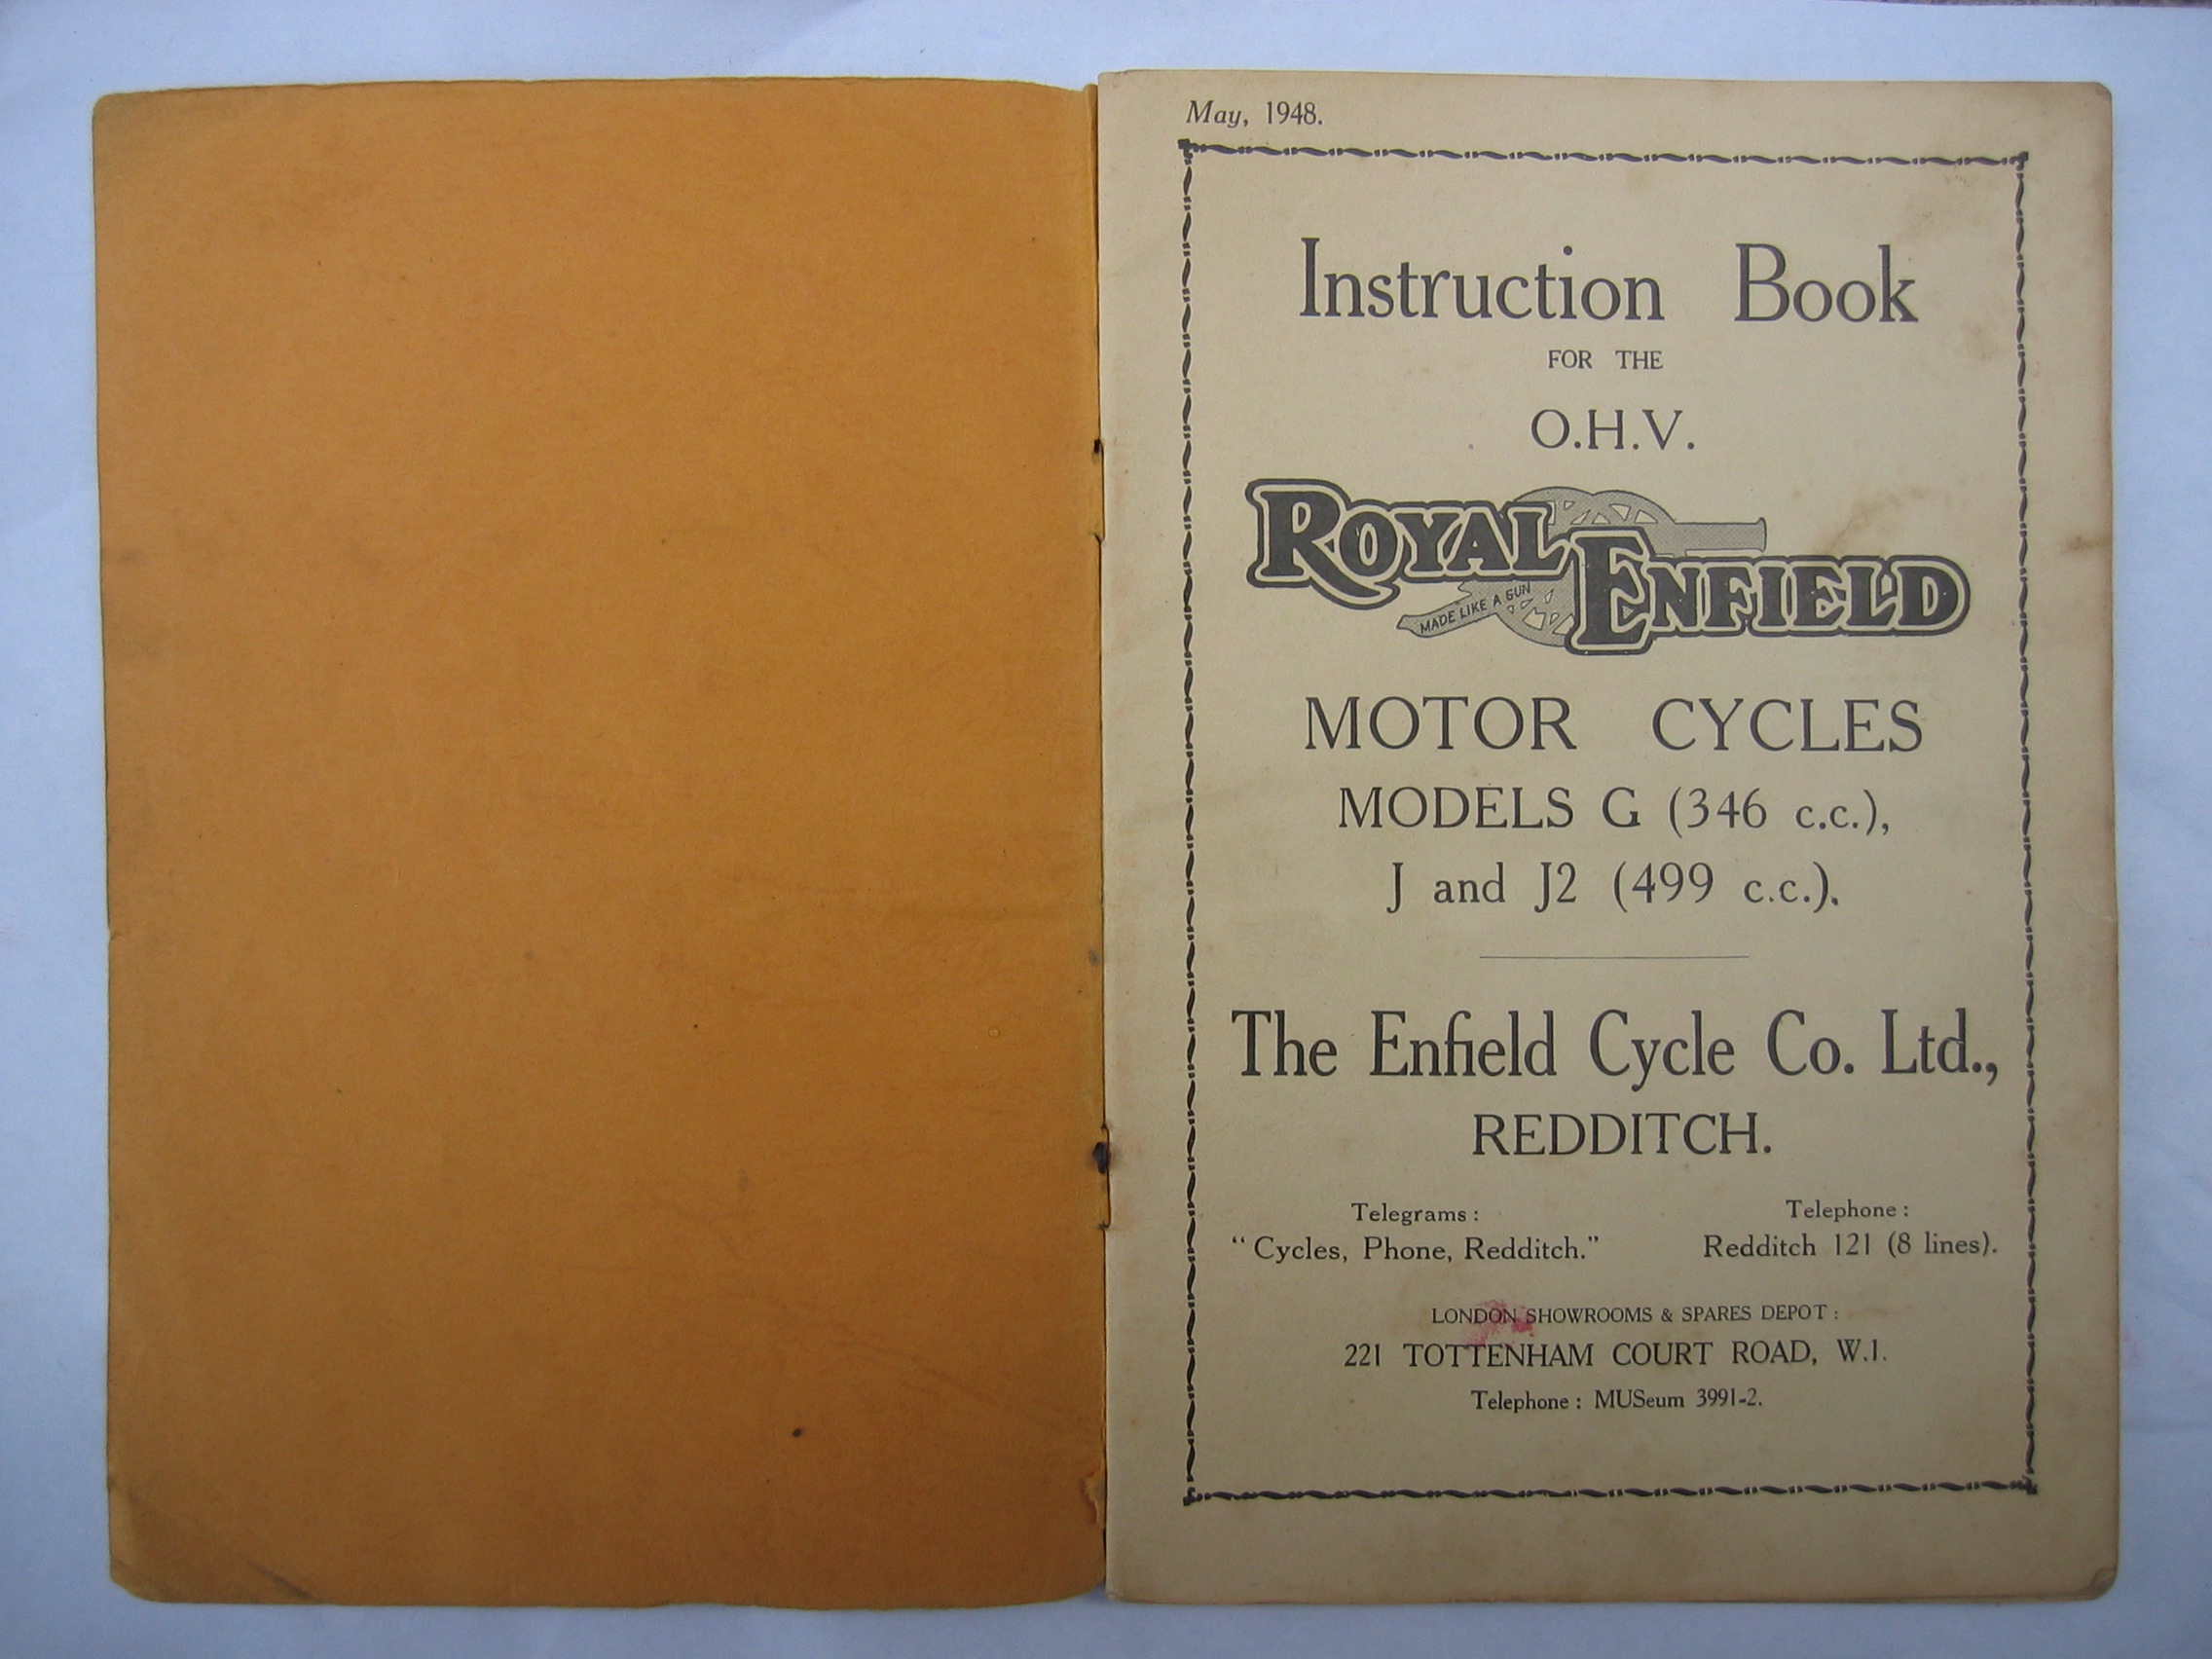 May, 1948.
Instruction Book
FOR THE
O.H.V.
ROYAL ENFIELD
MADE LIKE A GUN
MOTOR CYCLES
MODELS G (346 c.c.),
J and J2 (499 c.c.).
The Enfield Cycle Co. Ltd.,
REDDITCH.
Telegrams : Telephone :
“ Cycles, Phone, Redditch.” Redditch 121 (8 lines).
LONDON SHOWROOMS & SPARES DEPOT :
221 TOTTENHAM COURT ROAD, W.1.
Telephone : MUSeum 3991-2.